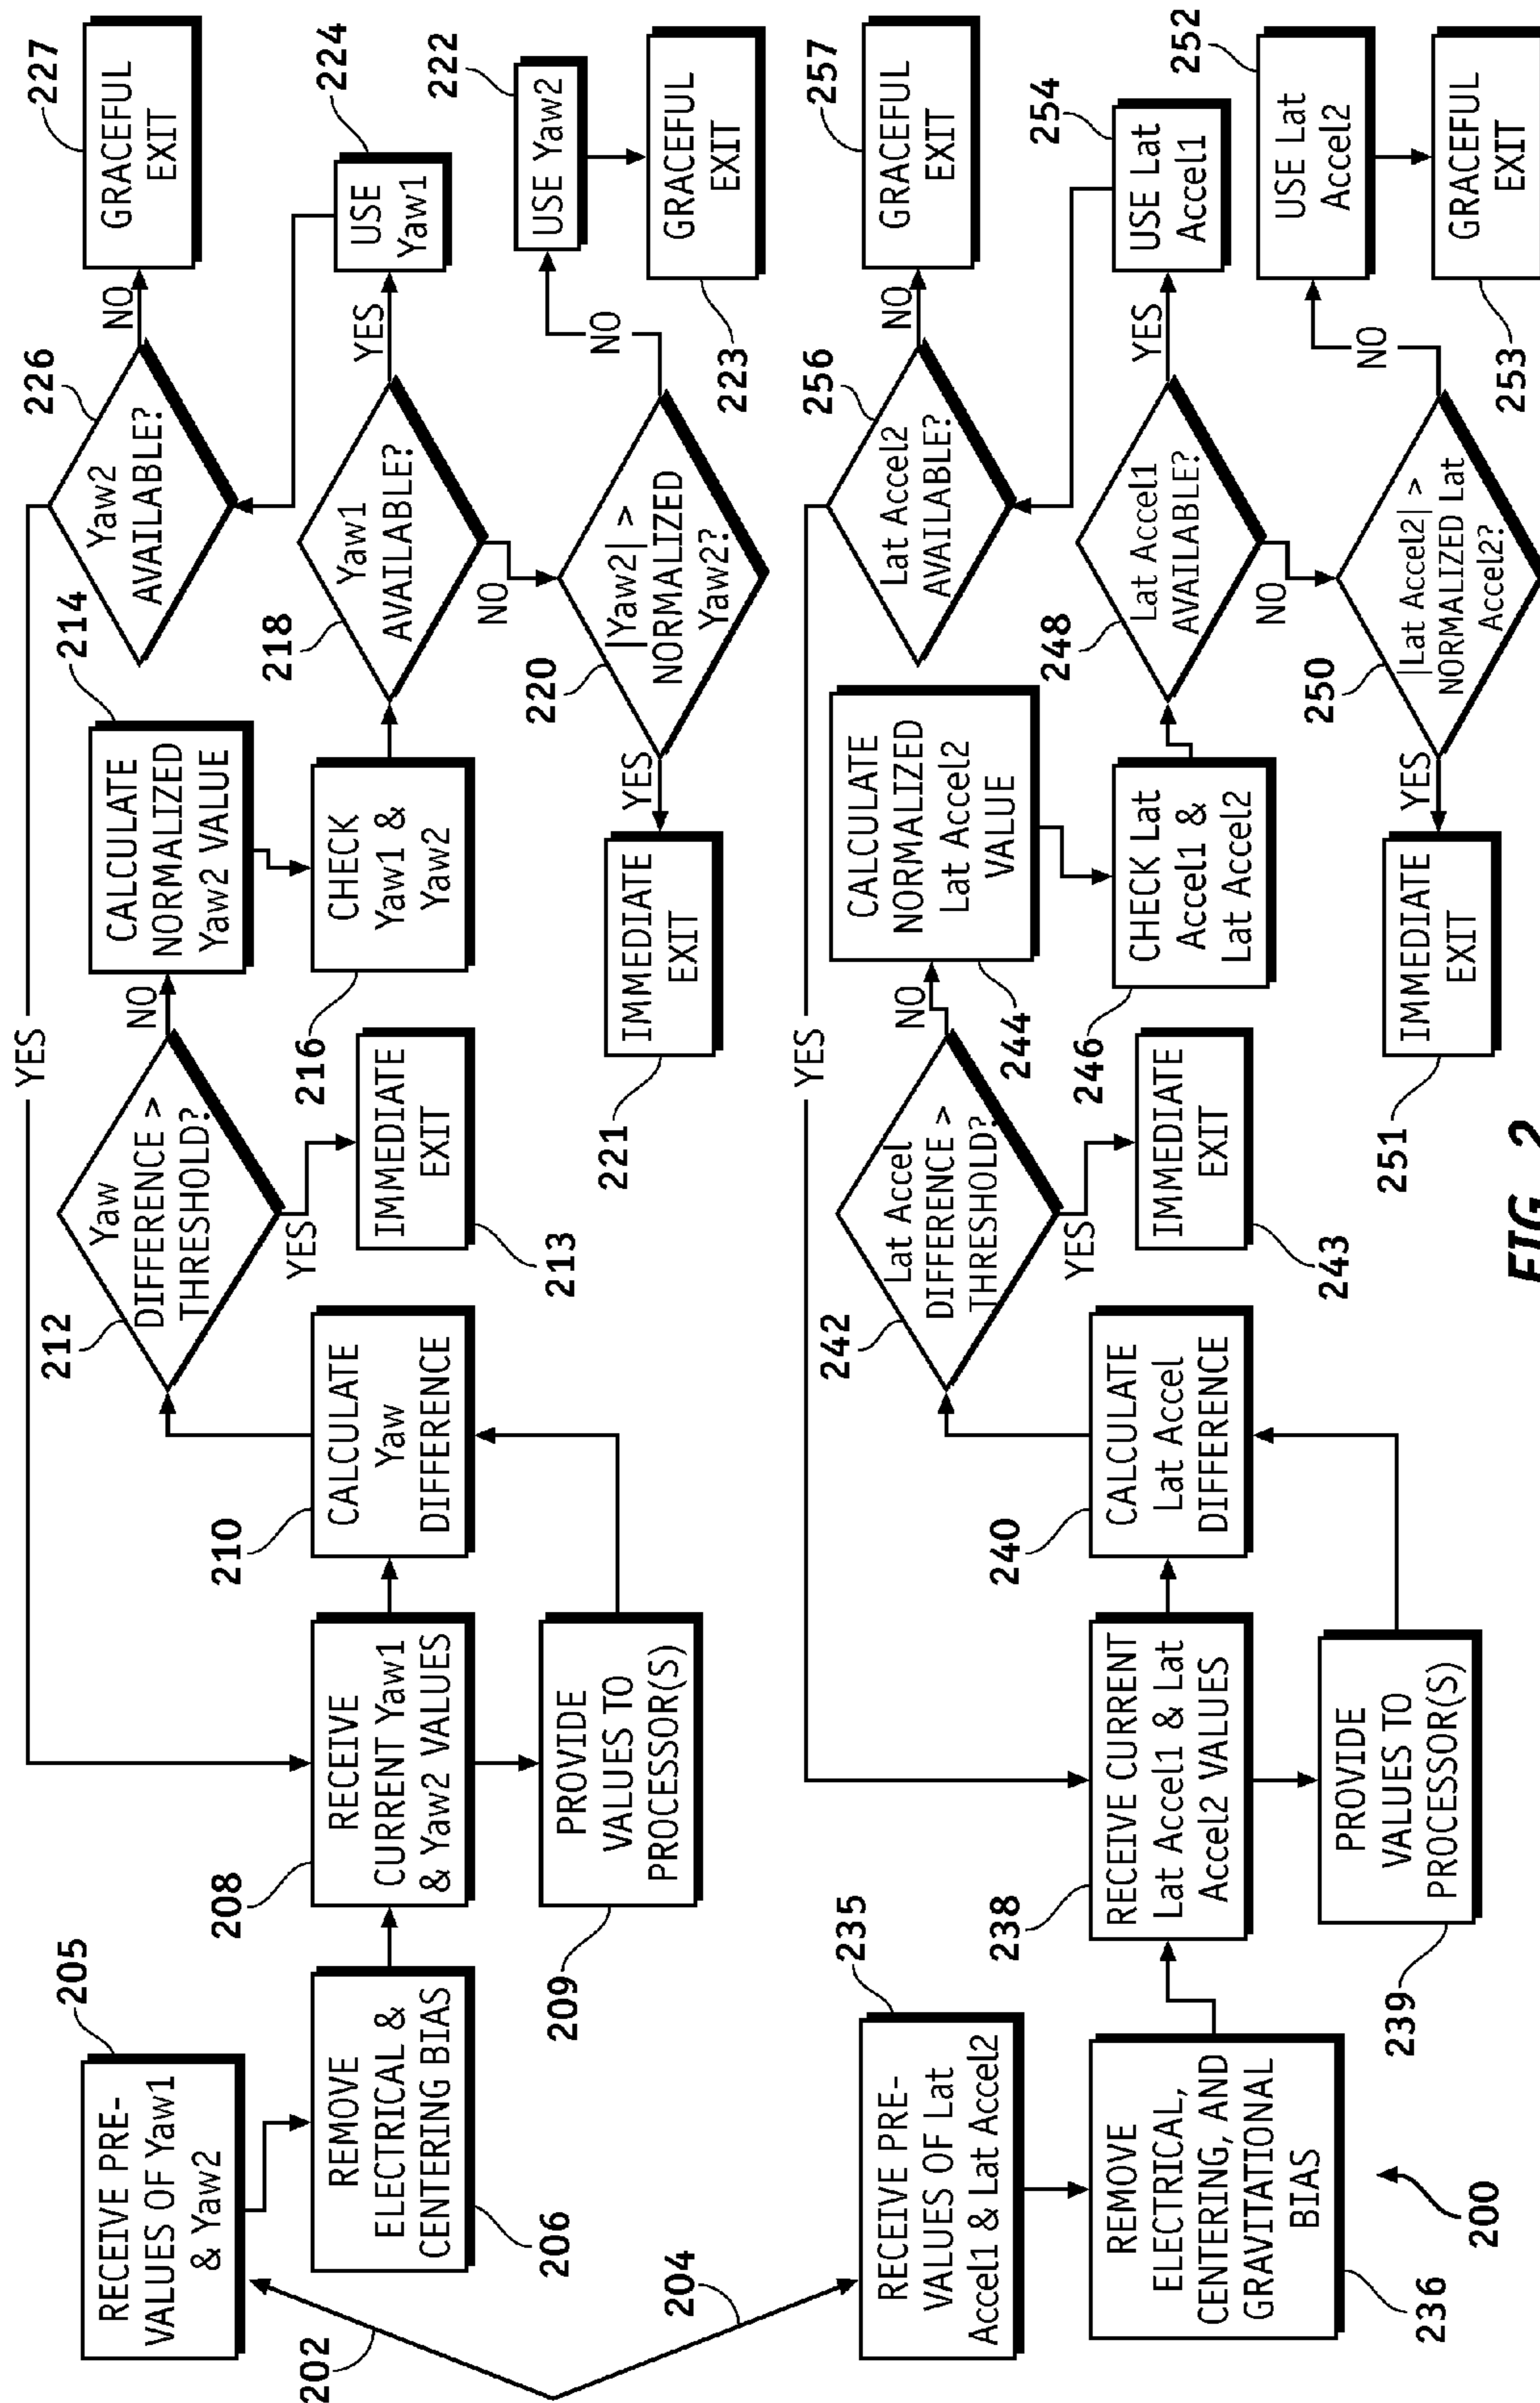 202
205
RECEIVE PRE-
VALUES OF Yaw1
& Yaw2
206
REMOVE
ELECTRICAL &
CENTERING BIAS
208
RECEIVE
CURRENT Yaw1
& Yaw2 VALUES
209
PROVIDE
VALUES TO
PROCESSOR(S)
210
CALCULATE
Yaw
DIFFERENCE
212
Yaw
DIFFERENCE >
THRESHOLD?
YES
213
IMMEDIATE
EXIT
NO
214
CALCULATE
NORMALIZED
Yaw2 VALUE
216
CHECK
Yaw1 &
Yaw2
218
Yaw1
AVAILABLE?
NO
220
|Yaw2| >
NORMALIZED
Yaw2?
YES
221
IMMEDIATE
EXIT
NO
222
USE Yaw2
223
GRACEFUL
EXIT
YES
224
USE
Yaw1
226
Yaw2
AVAILABLE?
YES
NO
227
GRACEFUL
EXIT
204
235
RECEIVE PRE-
VALUES OF Lat
Accel1 & Lat Accel2
236
REMOVE
ELECTRICAL,
CENTERING, AND
GRAVITATIONAL
BIAS
200
238
RECEIVE CURRENT
Lat Accel1 & Lat
Accel2 VALUES
239
PROVIDE
VALUES TO
PROCESSOR(S)
240
CALCULATE
Lat Accel
DIFFERENCE
242
Lat Accel
DIFFERENCE >
THRESHOLD?
YES
243
IMMEDIATE
EXIT
NO
244
CALCULATE
NORMALIZED
Lat Accel2
VALUE
246
CHECK Lat
Accel1 &
Lat Accel2
248
Lat Accel1
AVAILABLE?
NO
250
|Lat Accel2| >
NORMALIZED Lat
Accel2?
YES
251
IMMEDIATE
EXIT
NO
252
USE Lat
Accel2
253
GRACEFUL
EXIT
YES
254
USE Lat
Accel1
256
Lat Accel2
AVAILABLE?
YES
NO
257
GRACEFUL
EXIT
FIG. 2